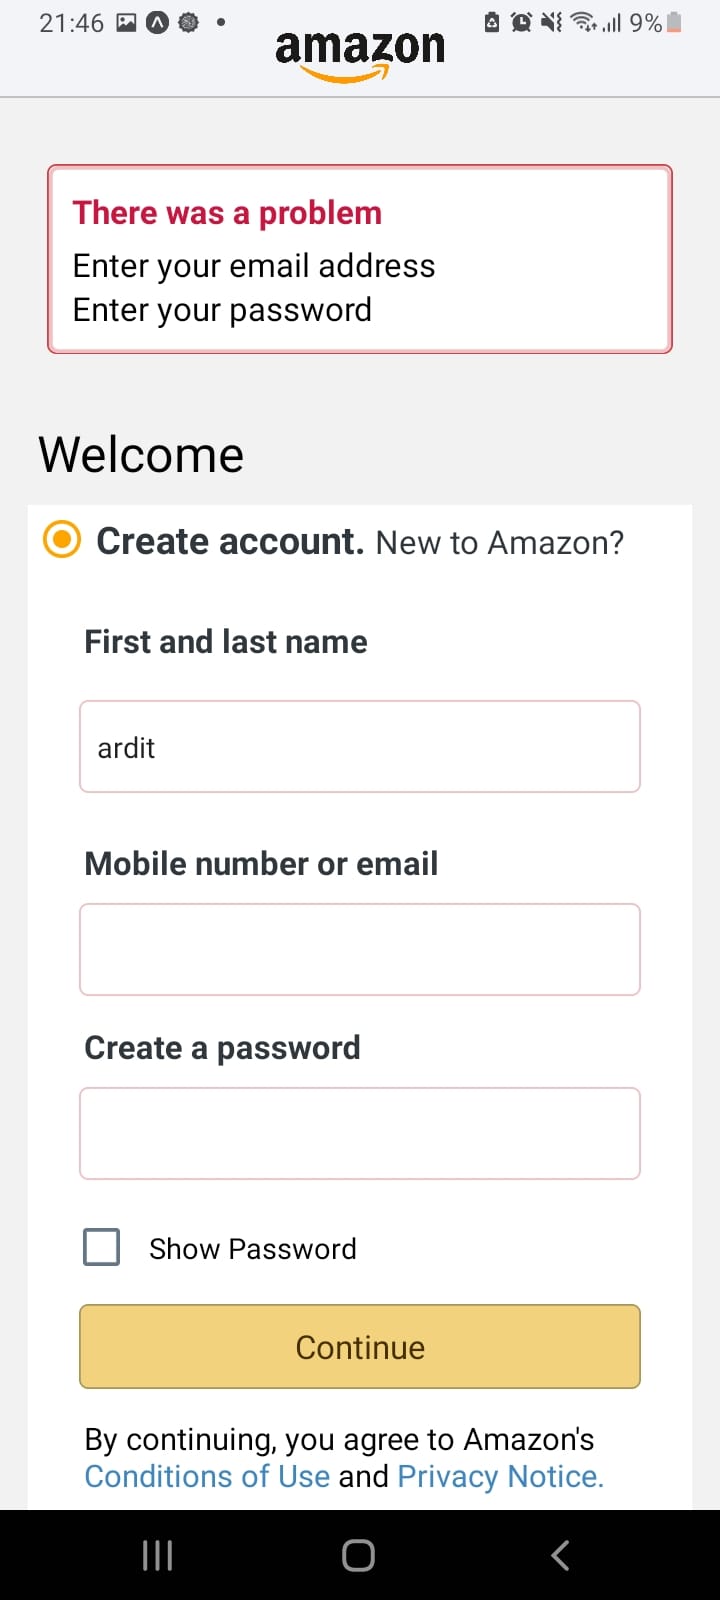 21:46
9%
amazon
There was a problem
Enter your email address
Enter your password
Welcome
Create account. New to Amazon?
First and last name
ardit
Mobile number or email
Create a password
Show Password
Continue
By continuing, you agree to Amazon's
Conditions of Use and Privacy Notice.